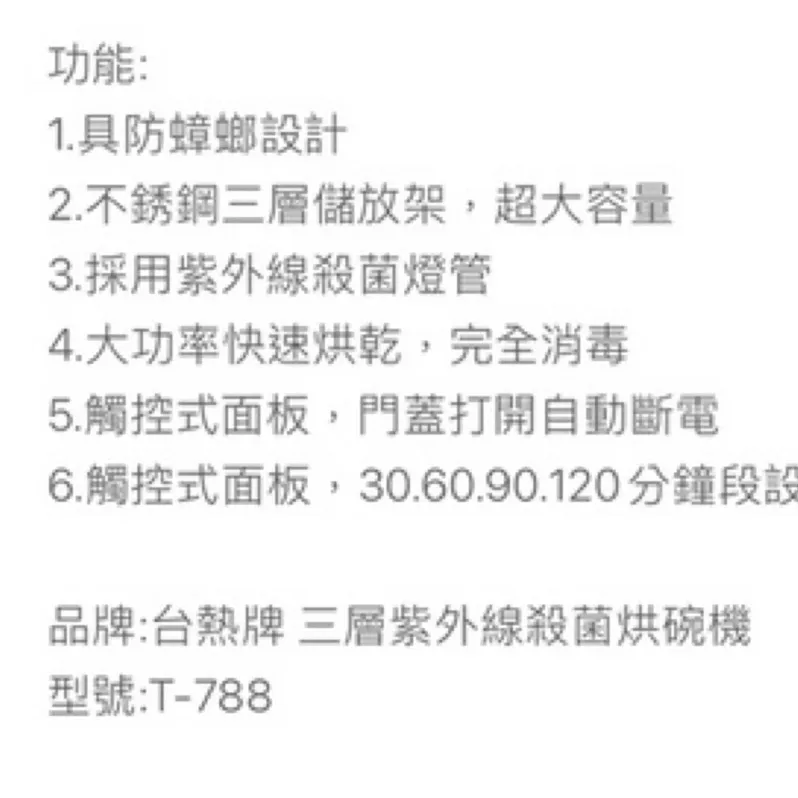 功能:
1.具防蟑螂設計
2.不銹鋼三層儲放架，超大容量
3.採用紫外線殺菌燈管
4.大功率快速烘乾，完全消毒
5.觸控式面板，門蓋打開自動斷電
6.觸控式面板，30.60.90.120分鐘段設
品牌:台熱牌 三層紫外線殺菌烘碗機
型號:T-788